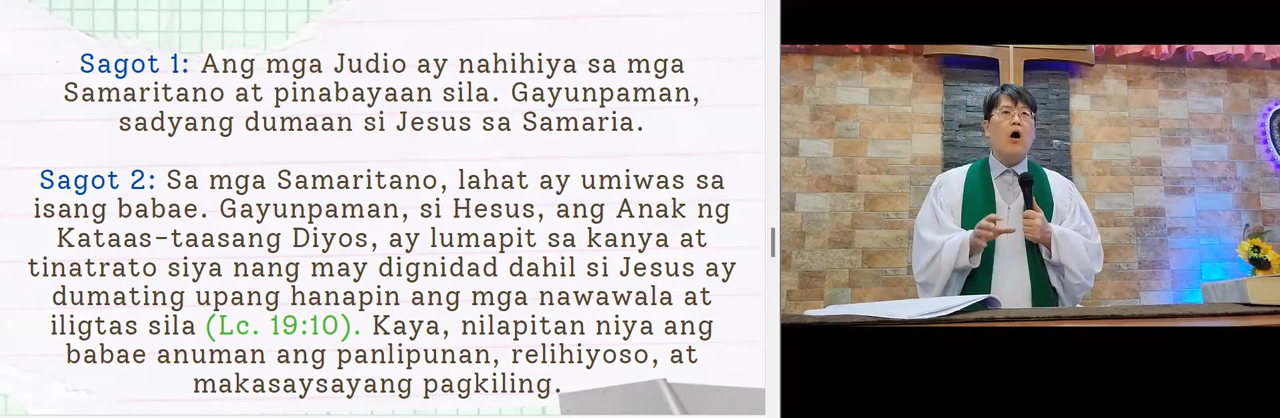 Sagot 1: Ang mga Judio ay nahihiya sa mga
Samaritano at pinabayaan sila. Gayunpaman,
sadyang dumaan si Jesus sa Samaria.
Sagot 2: Sa mga Samaritano, lahat ay umiwas sa
isang babae. Gayunpaman, si Hesus, ang Anak ng
Kataas-taasang Diyos, ay lumapit sa kanya at
tinatrato siya nang may dignidad dahil si Jesus ay
dumating upang hanapin ang mga nawawala at
iligtas sila (Lc. 19:10). Kaya, nilapitan niya ang
babae anuman ang panlipunan, relihiyoso, at
makasaysayang pagkiling.